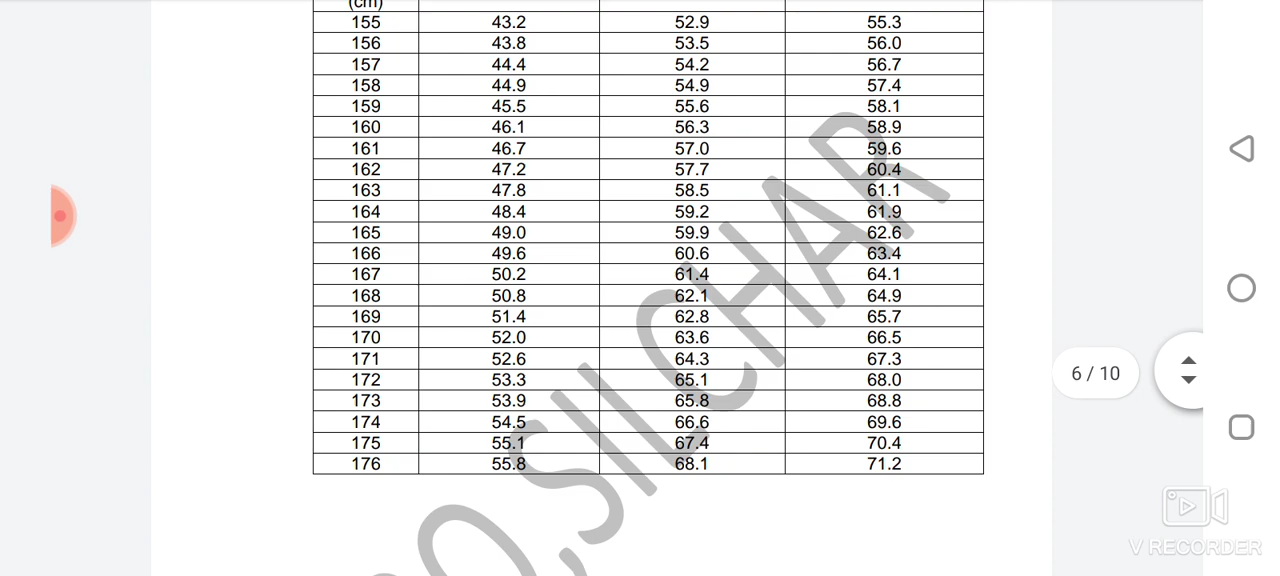 (cm)
155 43.2 52.9 55.3
156 43.8 53.5 56.0
157 44.4 54.2 56.7
158 44.9 54.9 57.4
159 45.5 55.6 58.1
160 46.1 56.3 58.9
161 46.7 57.0 59.6
162 47.2 57.7 60.4
163 47.8 58.5 61.1
164 48.4 59.2 61.9
165 49.0 59.9 62.6
166 49.6 60.6 63.4
167 50.2 61.4 64.1
168 50.8 62.1 64.9
169 51.4 62.8 65.7
170 52.0 63.6 66.5
171 52.6 64.3 67.3
172 53.3 65.1 68.0
173 53.9 65.8 68.8
174 54.5 66.6 69.6
175 55.1 67.4 70.4
176 55.8 68.1 71.2
O,SILCHAR
6 / 10
V RECORDER